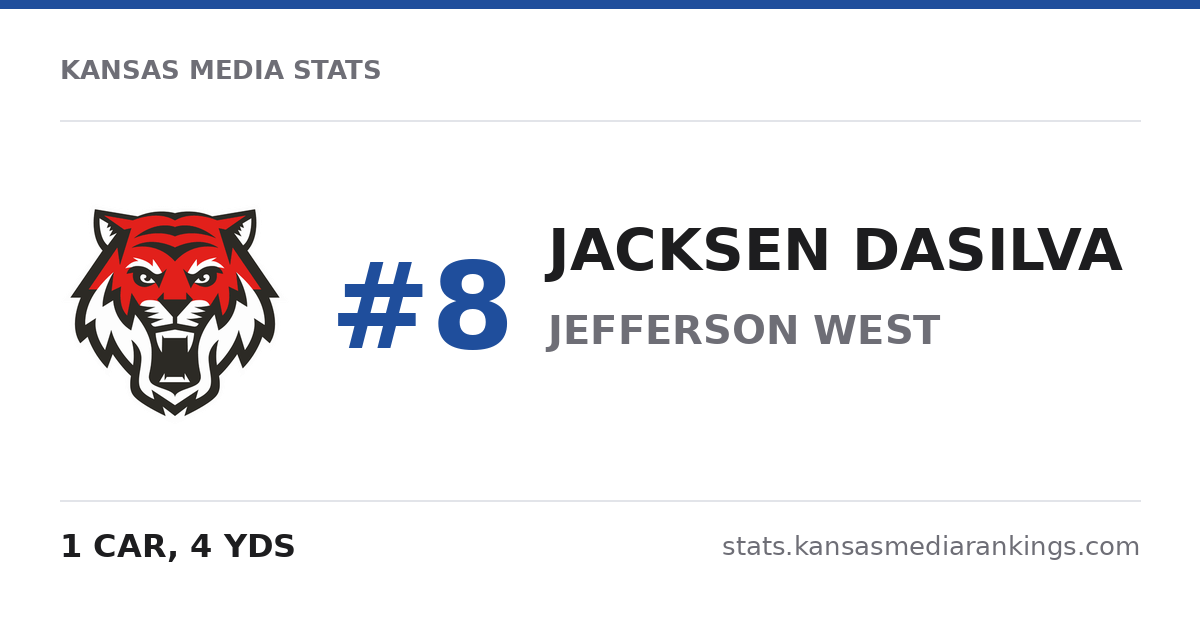 KANSAS MEDIA STATS
#8
JACKSEN DASILVA
JEFFERSON WEST
1 CAR, 4 YDS
stats.kansasmediarankings.com